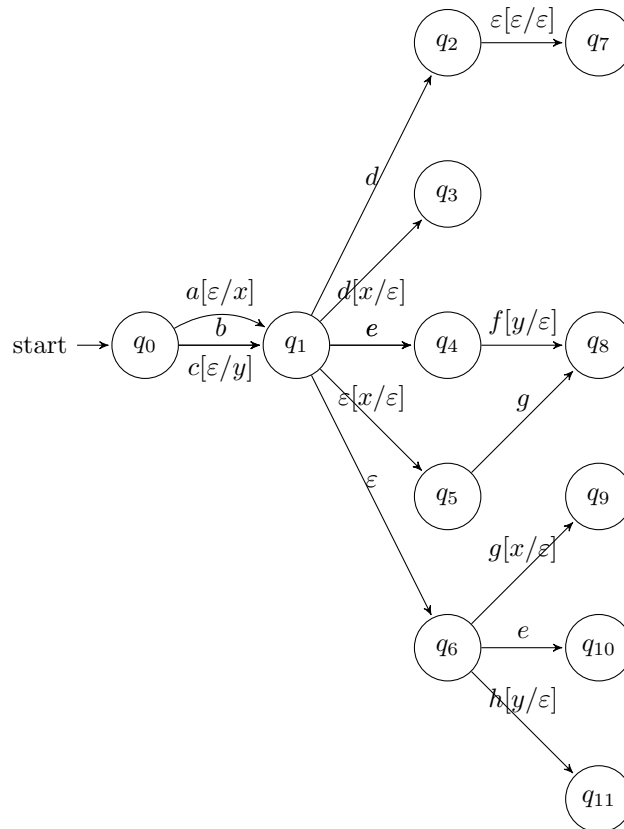 q2 ε[ε/ε] q7
d
q3
d[x/ε]
a[ε/x]
b
start q0 q1 e q4 f[y/ε] q8
c[ε/y]
ε[x/ε] g
q5 q9
ε
g[x/ε]
q6 e q10
h[y/ε]
q11